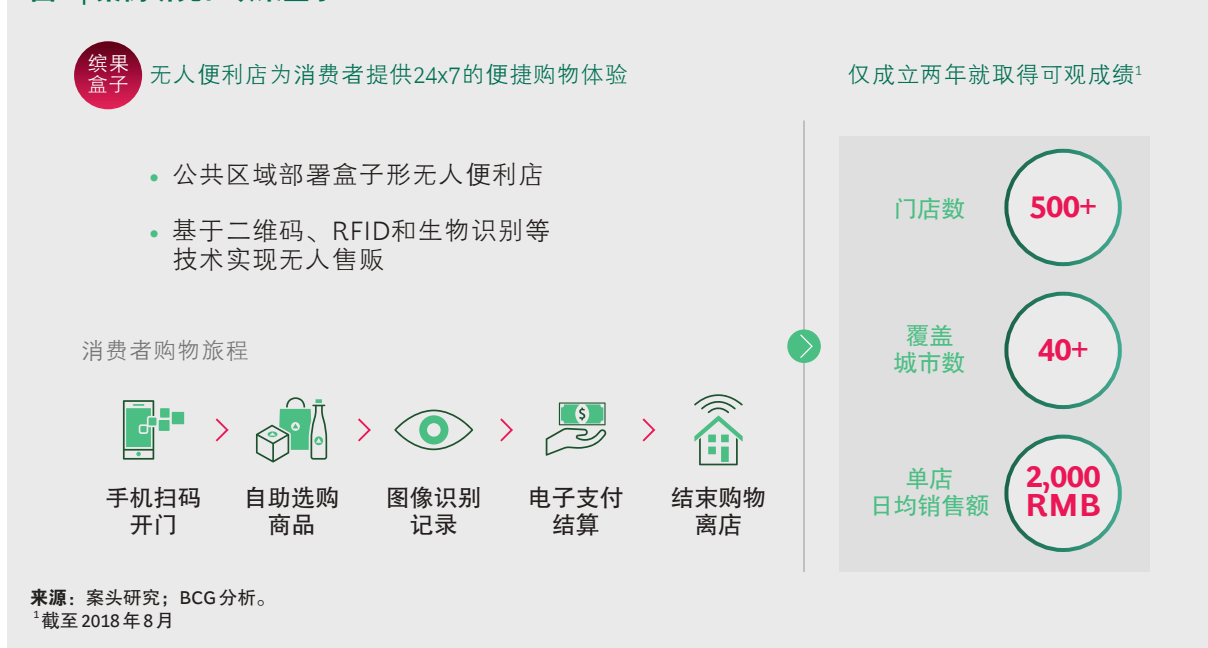 缤果
盒子
无人便利店为消费者提供24x7的便捷购物体验
仅成立两年就取得可观成绩¹
• 公共区域部署盒子形无人便利店
• 基于二维码、RFID和生物识别等
技术实现无人售贩
消费者购物旅程
手机扫码
开门
自助选购
商品
图像识别
记录
电子支付
结算
结束购物
离店
门店数
500+
覆盖
城市数
40+
单店
日均销售额
2,000
RMB
$
来源：案头研究；BCG分析。
¹截至2018年8月